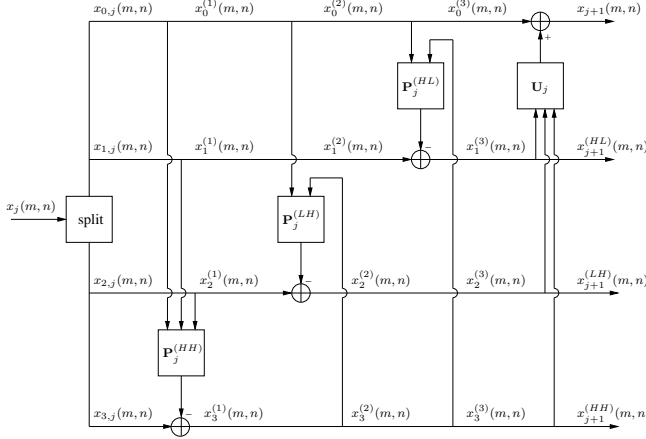 x_{0,j}(m,n) x_0^{(1)}(m,n) x_0^{(2)}(m,n) x_0^{(3)}(m,n) x_{j+1}(m,n)
+
P_j^{(HL)} U_j
x_{1,j}(m,n) x_1^{(1)}(m,n) x_1^{(2)}(m,n) − x_1^{(3)}(m,n) x_{j+1}^{(HL)}(m,n)
x_j(m,n) split P_j^{(LH)}
x_{2,j}(m,n) x_2^{(1)}(m,n) − x_2^{(2)}(m,n) x_2^{(3)}(m,n) x_{j+1}^{(LH)}(m,n)
P_j^{(HH)}
x_{3,j}(m,n) − x_3^{(1)}(m,n) x_3^{(2)}(m,n) x_3^{(3)}(m,n) x_{j+1}^{(HH)}(m,n)